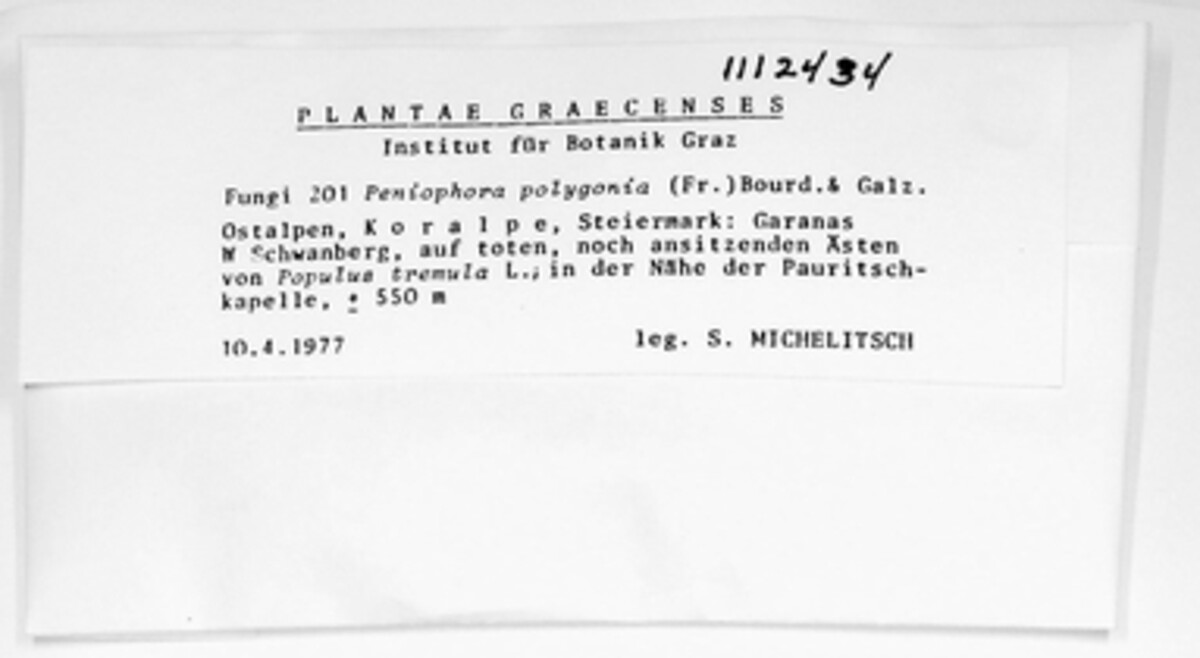 1112434
PLANTAE GRAECENSES
Institut für Botanik Graz
Fungi 201 Peniophora polygonia (Fr.)Bourd.& Galz.
Ostalpen, K o r a l p e, Steiermark: Garanas
W Schwanberg, auf toten, noch ansitzenden Ästen
von Populus tremula L., in der Nähe der Pauritsch-
kapelle, ± 550 m
10.4.1977 leg. S. MICHELITSCH